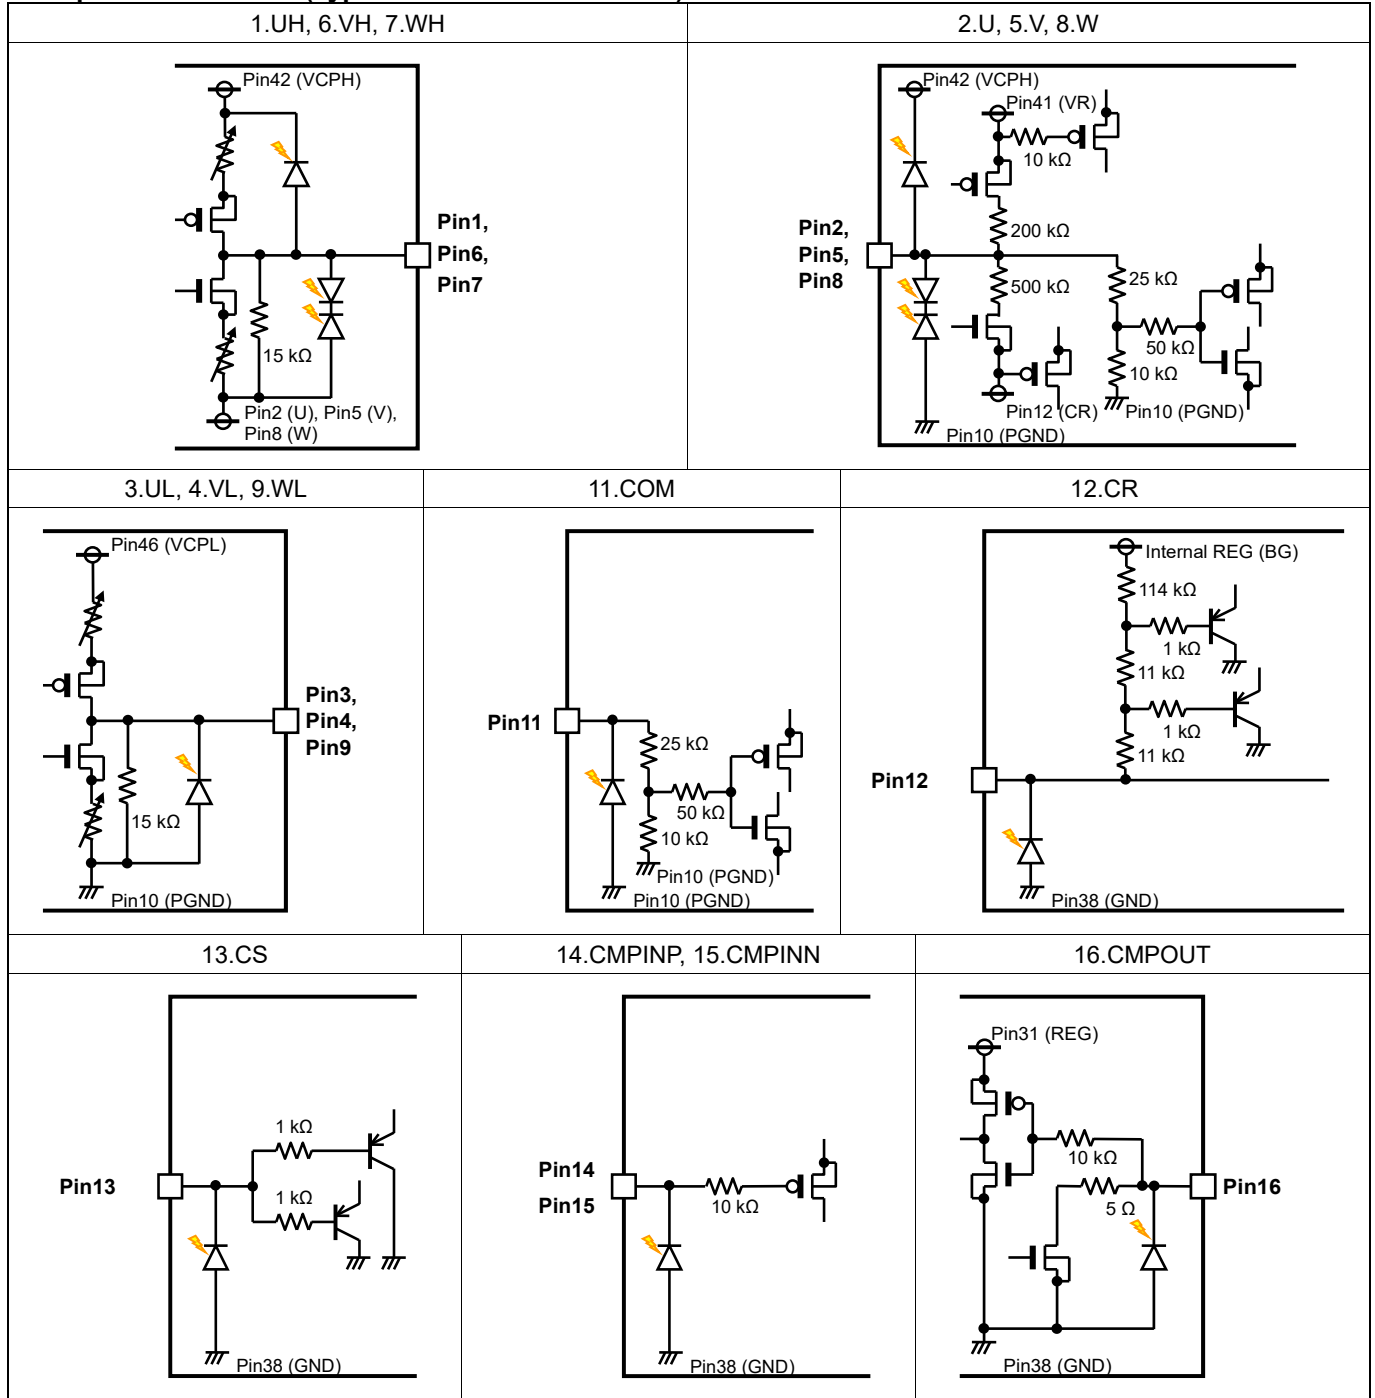 1.UH, 6.VH, 7.WH
2.U, 5.V, 8.W
Pin42 (VCPH)
15 kΩ
Pin2 (U), Pin5 (V),
Pin8 (W)
Pin1,
Pin6,
Pin7
Pin42 (VCPH)
Pin41 (VR)
10 kΩ
200 kΩ
Pin2,
Pin5,
Pin8
500 kΩ
25 kΩ
50 kΩ
10 kΩ
Pin12 (CR)
Pin10 (PGND)
Pin10 (PGND)
3.UL, 4.VL, 9.WL
11.COM
12.CR
Pin46 (VCPL)
Pin3,
Pin4,
Pin9
15 kΩ
Pin10 (PGND)
Pin11
25 kΩ
50 kΩ
10 kΩ
Pin10 (PGND)
Pin10 (PGND)
Internal REG (BG)
114 kΩ
1 kΩ
11 kΩ
1 kΩ
11 kΩ
Pin12
Pin38 (GND)
13.CS
14.CMPINP, 15.CMPINN
16.CMPOUT
1 kΩ
Pin13
1 kΩ
Pin38 (GND)
Pin14
Pin15
10 kΩ
Pin38 (GND)
Pin31 (REG)
10 kΩ
Pin16
5 Ω
Pin38 (GND)